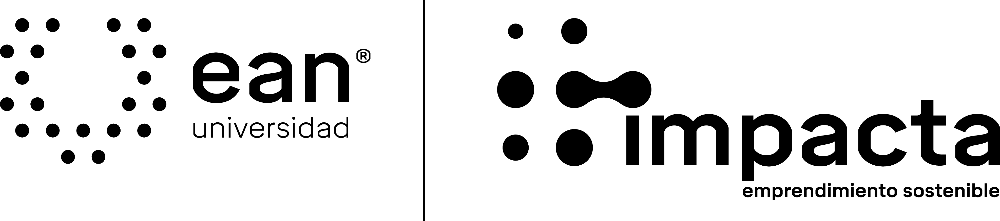 ean®
universidad
impacta
emprendimiento sostenible